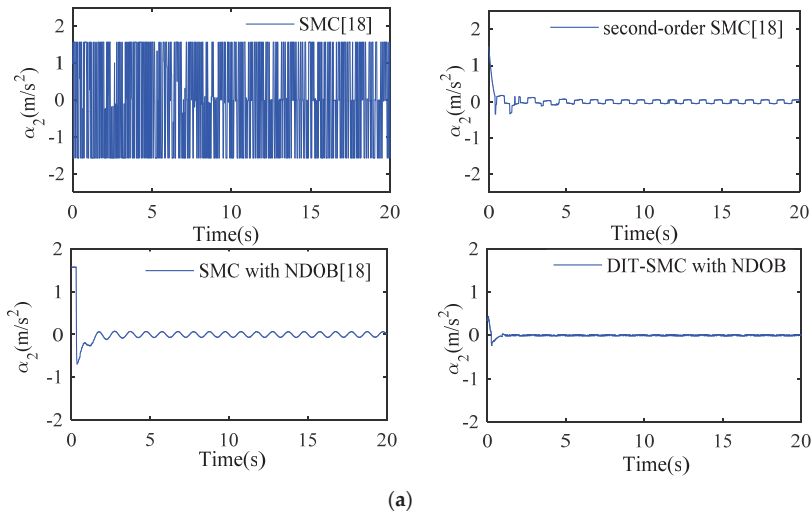 2
1
0
-1
-2
α2(m/s²)
SMC[18]
0 5 10 15 20
Time(s)
2
1
0
-1
-2
α2(m/s²)
second-order SMC[18]
0 5 10 15 20
Time(s)
2
1
0
-1
-2
α2(m/s²)
SMC with NDOB[18]
0 5 10 15 20
Time(s)
2
1
0
-1
-2
α2(m/s²)
DIT-SMC with NDOB
0 5 10 15 20
Time(s)
(a)